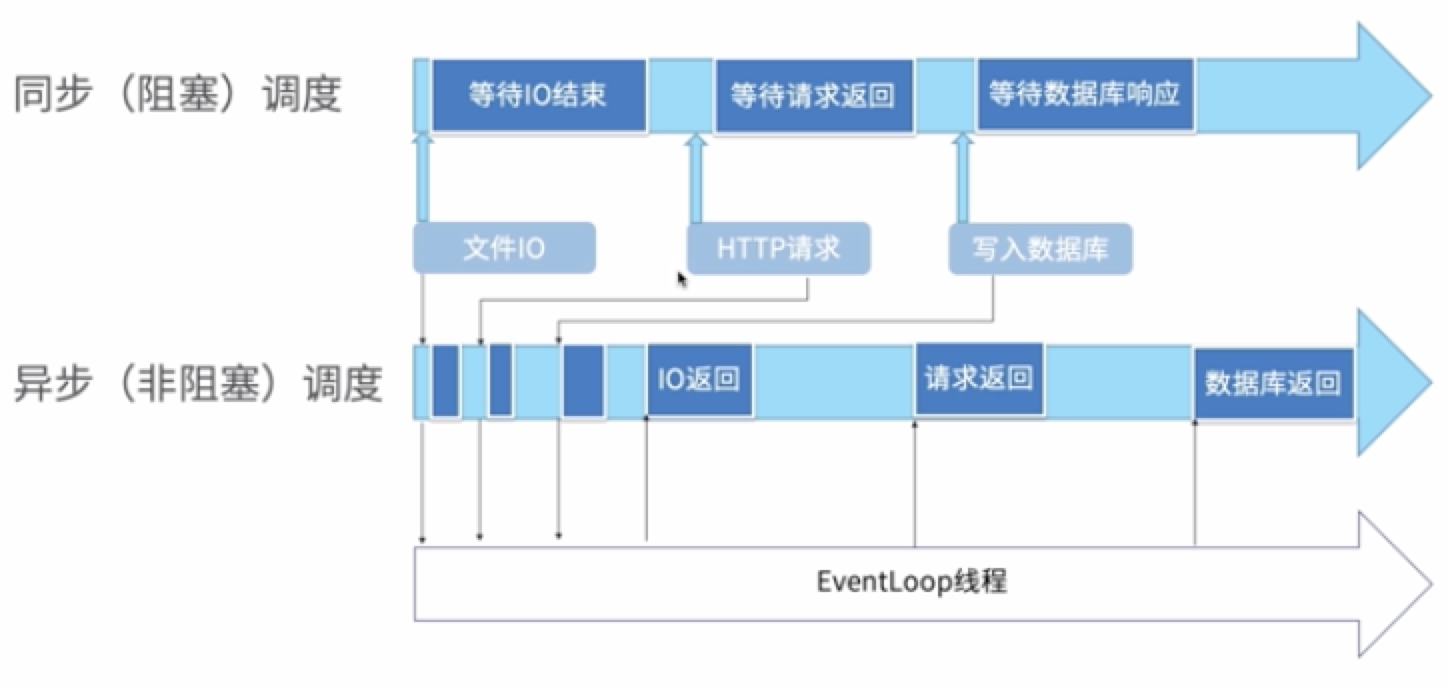 同步（阻塞）调度
等待IO结束
等待请求返回
等待数据库响应
文件IO
HTTP请求
写入数据库
异步（非阻塞）调度
IO返回
请求返回
数据库返回
EventLoop线程